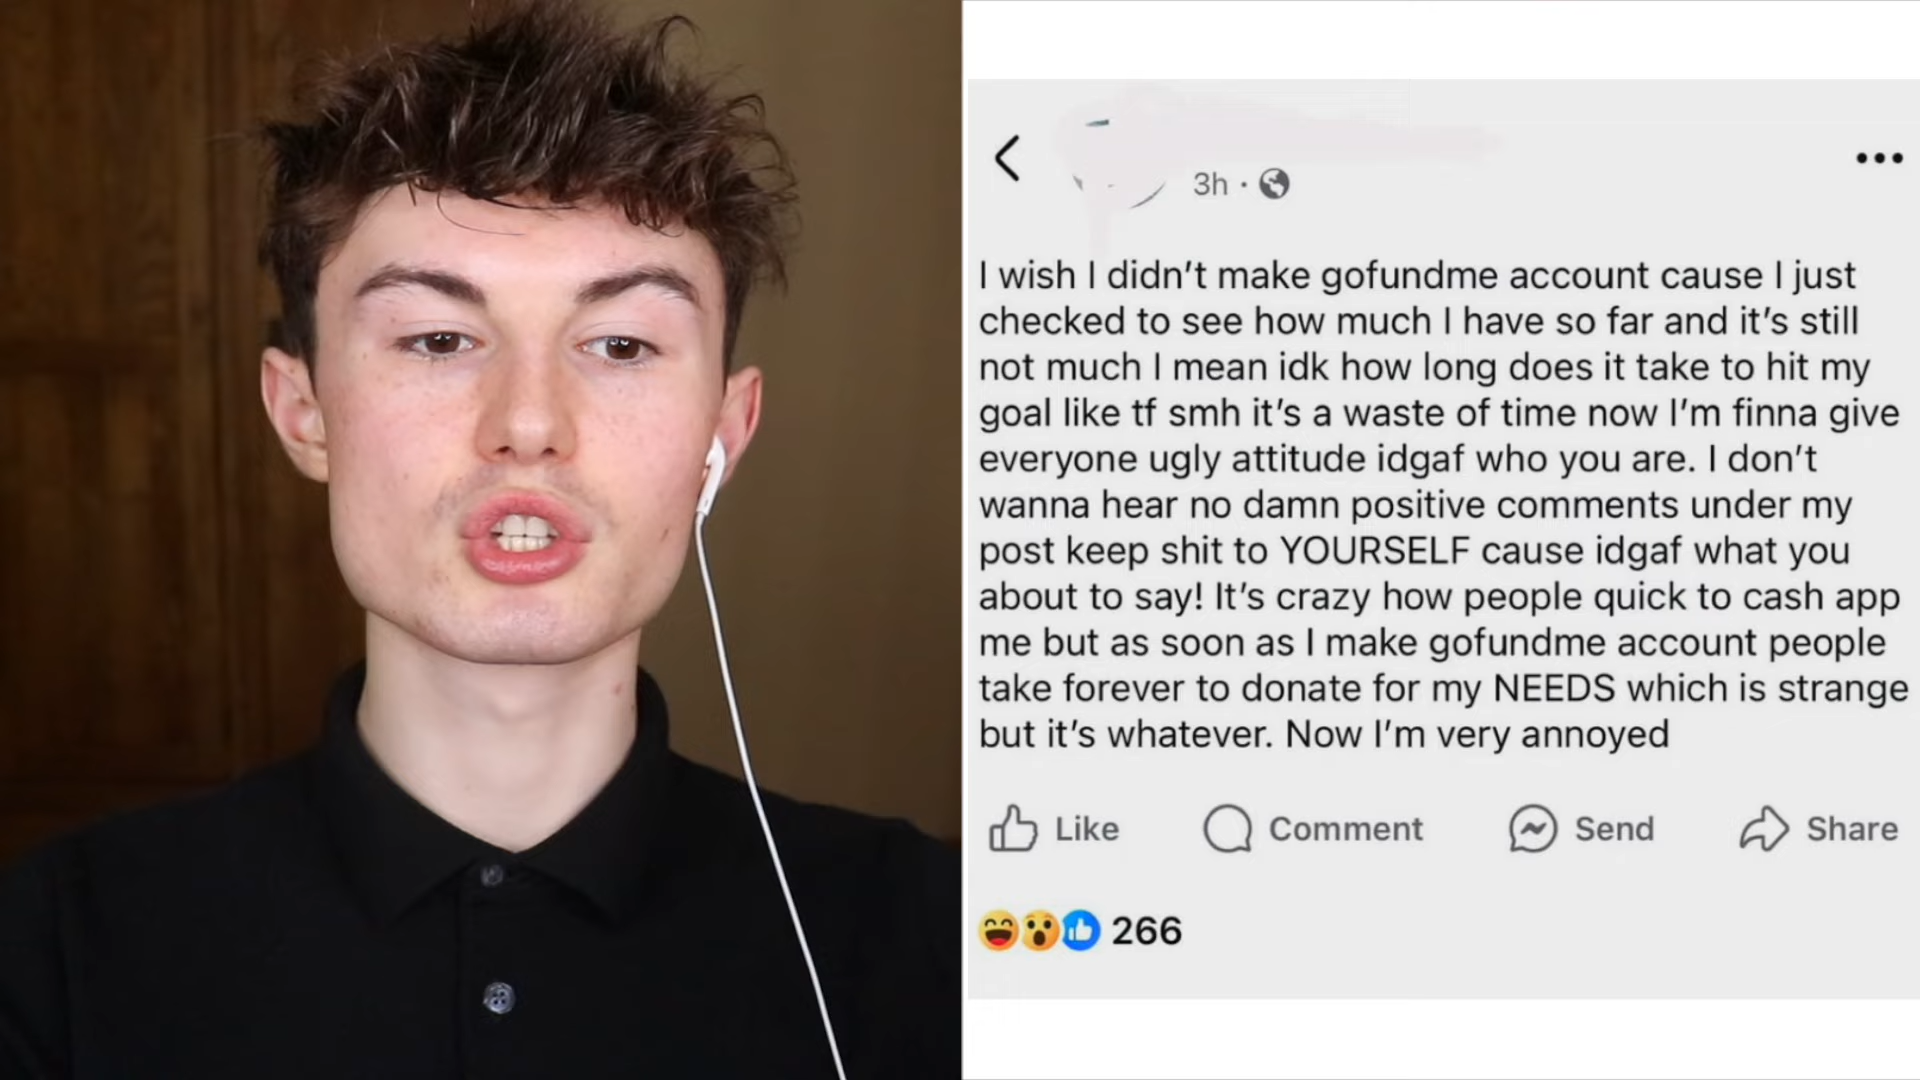 3h ·
I wish I didn't make gofundme account cause I just
checked to see how much I have so far and it's still
not much I mean idk how long does it take to hit my
goal like tf smh it's a waste of time now I'm finna give
everyone ugly attitude idgaf who you are. I don't
wanna hear no damn positive comments under my
post keep shit to YOURSELF cause idgaf what you
about to say! It's crazy how people quick to cash app
me but as soon as I make gofundme account people
take forever to donate for my NEEDS which is strange
but it's whatever. Now I'm very annoyed
Like Comment Send Share
266